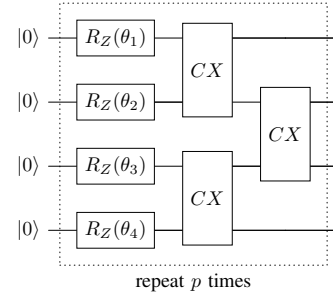 |0⟩ R_Z(θ_1) CX
|0⟩ R_Z(θ_2) CX
|0⟩ R_Z(θ_3) CX
|0⟩ R_Z(θ_4)
repeat p times